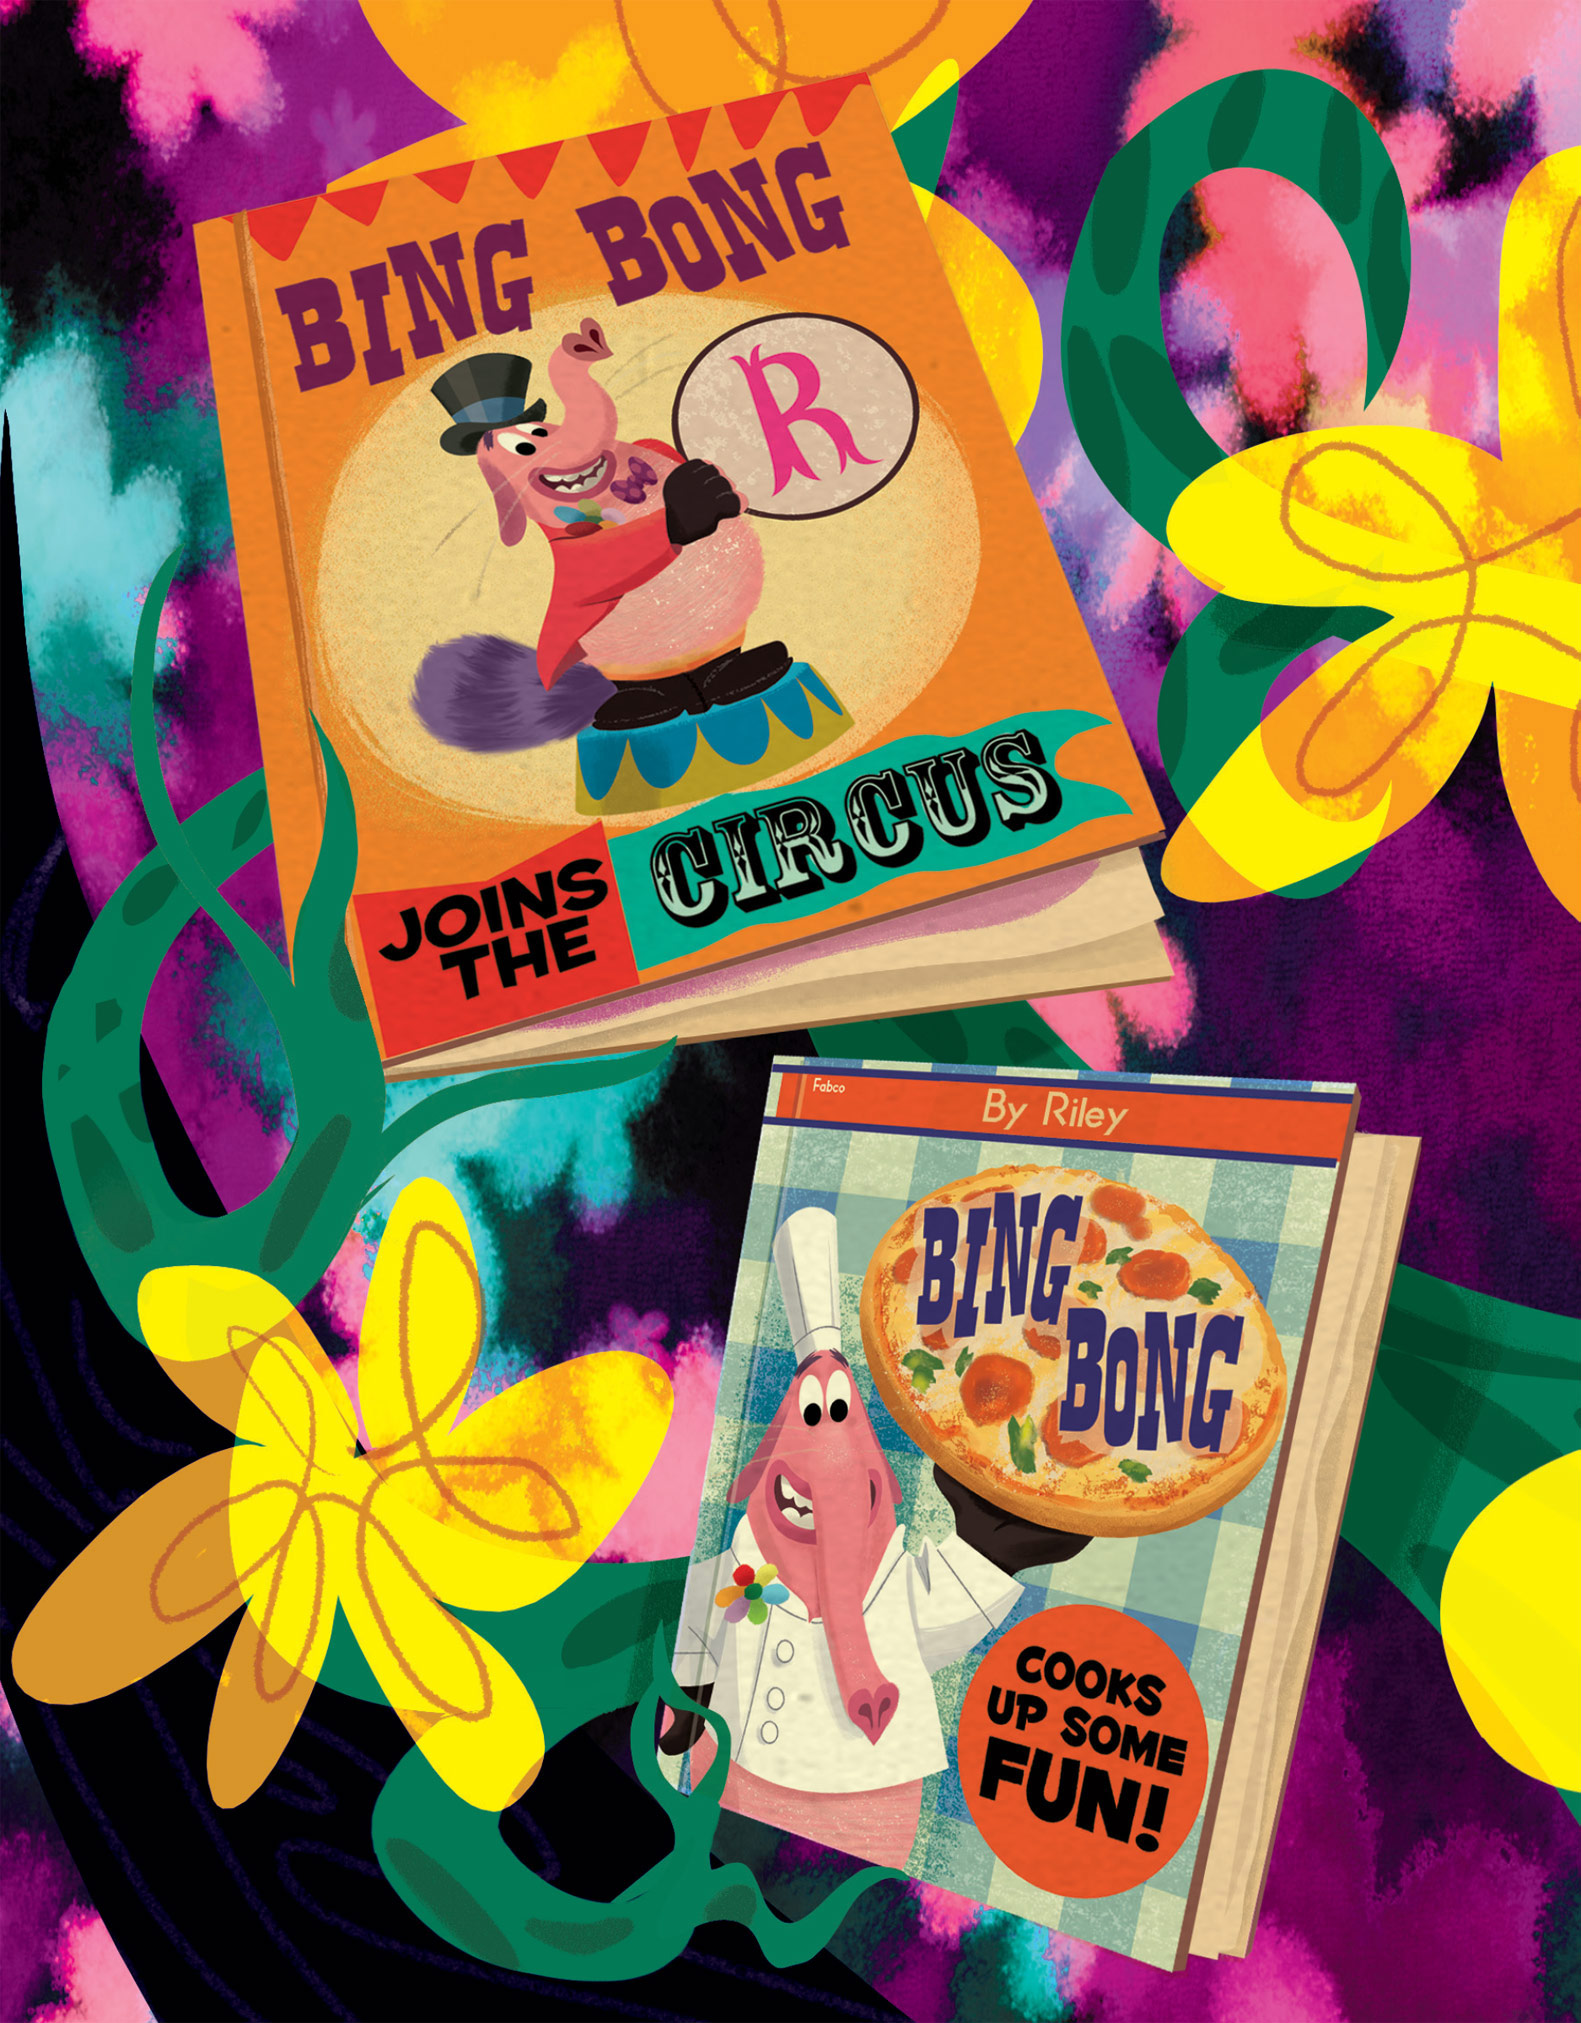 BING BONG
R
JOINS
THE
CIRCUS
Fabco
By Riley
BING
BONG
COOKS
UP SOME
FUN!